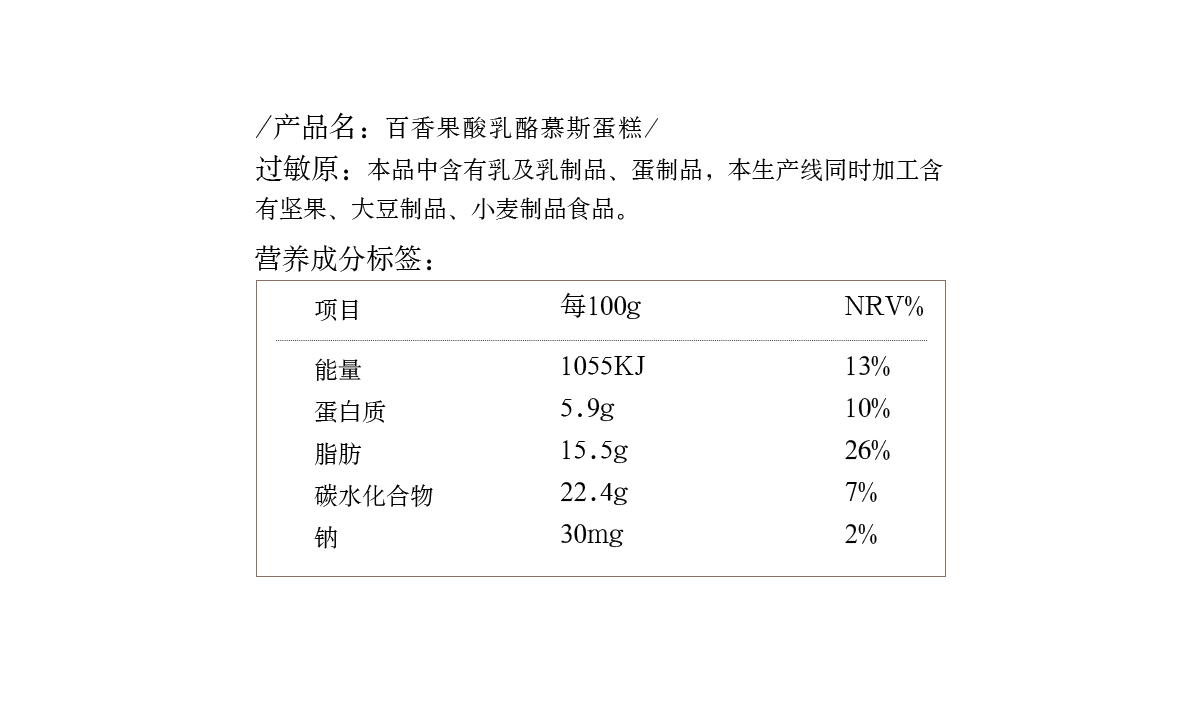 /产品名：百香果酸乳酪慕斯蛋糕/
过敏原：本品中含有乳及乳制品、蛋制品，本生产线同时加工含
有坚果、大豆制品、小麦制品食品。
营养成分标签：
项目 每100g NRV%
能量 1055KJ 13%
蛋白质 5.9g 10%
脂肪 15.5g 26%
碳水化合物 22.4g 7%
钠 30mg 2%